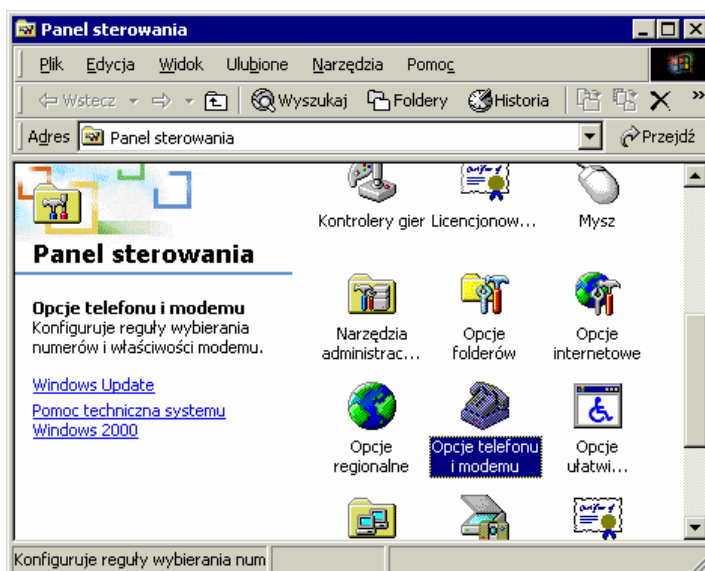 Panel sterowania
Plik Edycja Widok Ulubione Narzędzia Pomoc
Wstecz Wyszukaj Foldery Historia »
Adres Panel sterowania Przejdź
Kontrolery gier Licencjonow... Mysz
Panel sterowania
Opcje telefonu i modemu
Konfiguruje reguły wybierania
numerów i właściwości modemu.
Windows Update
Pomoc techniczna systemu
Windows 2000
Narzędzia
administrac...
Opcje
folderów
Opcje
internetowe
Opcje
regionalne
Opcje telefonu
i modemu
Opcje
ułatwi...
Konfiguruje reguły wybierania num